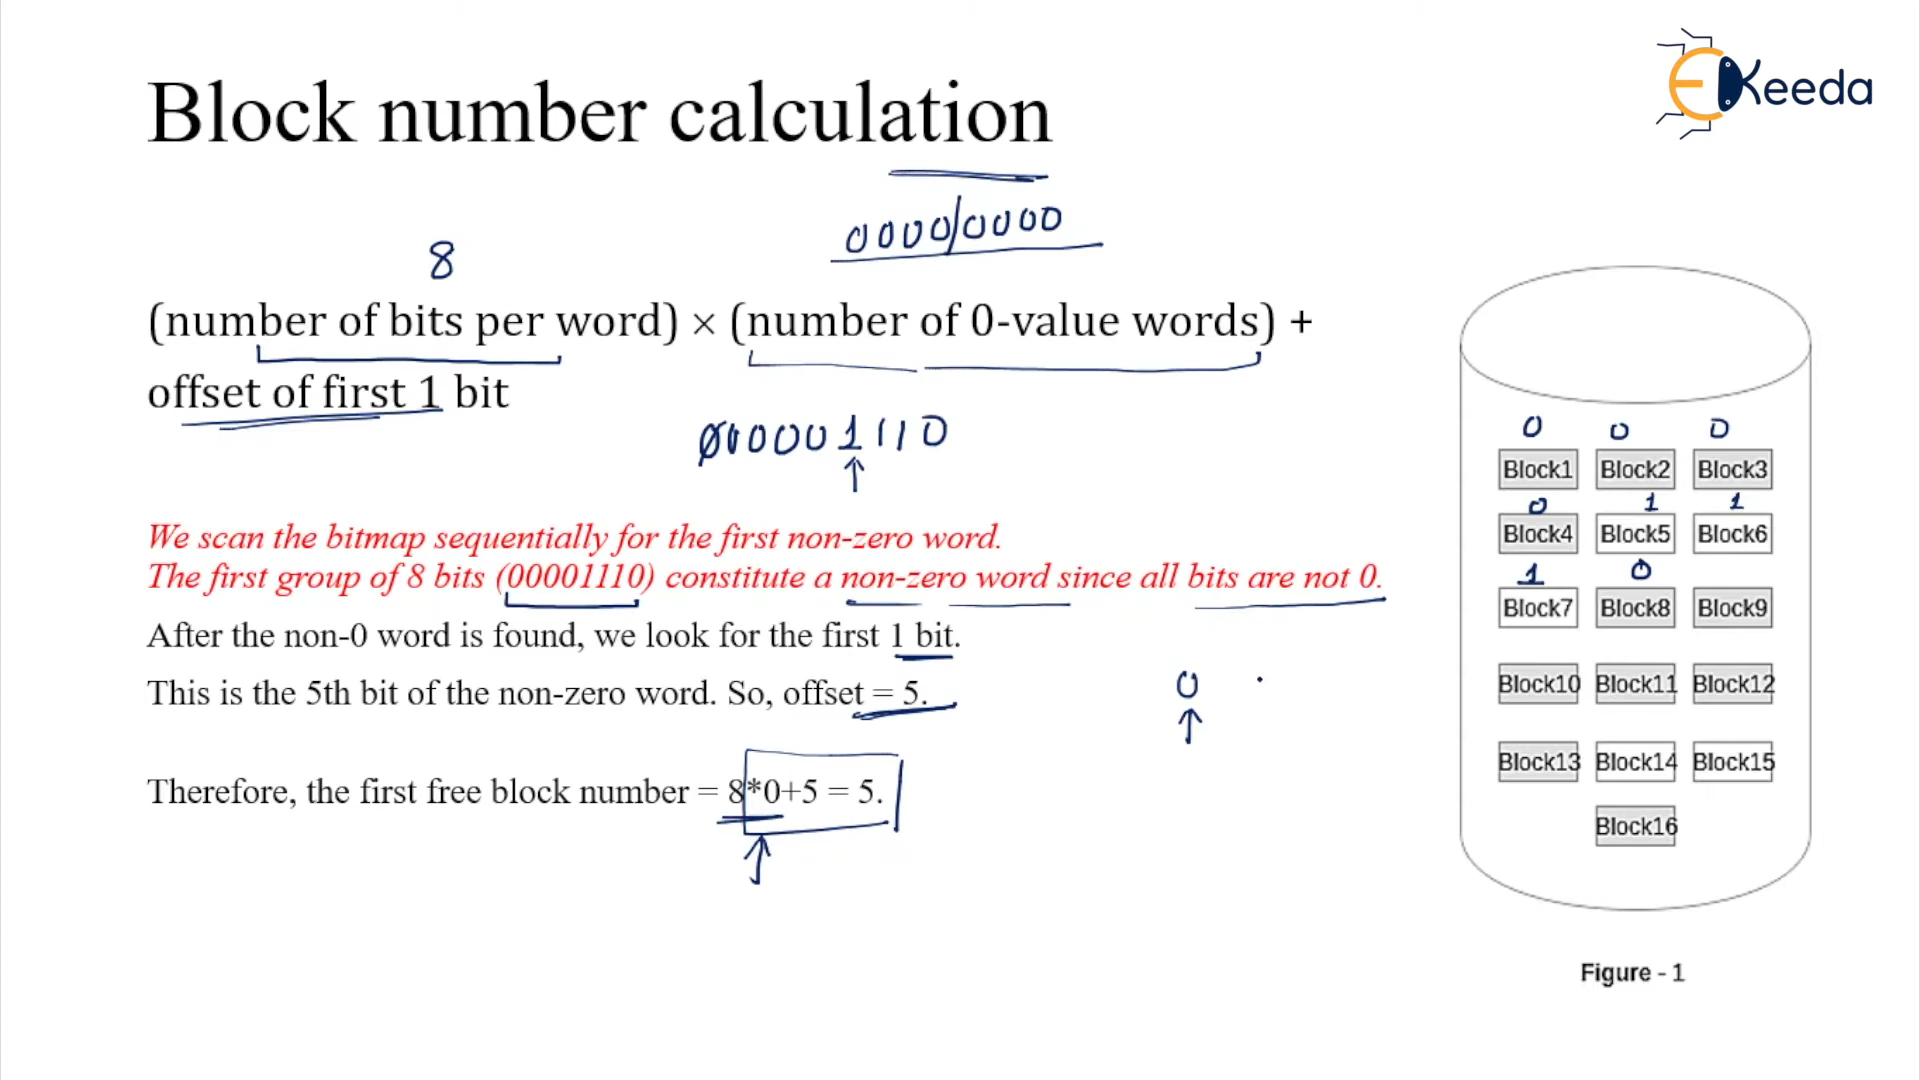 Keeda
Block number calculation
0000/0000
8
(number of bits per word) × (number of 0-value words) +
offset of first 1 bit
1110
We scan the bitmap sequentially for the first non-zero word.
The first group of 8 bits (00001110) constitute a non-zero word since all bits are not 0.
After the non-0 word is found, we look for the first 1 bit.
This is the 5th bit of the non-zero word. So, offset = 5.
0
Therefore, the first free block number = 8*0+5 = 5.
0 0 0
Block1 Block2 Block3
0 1 1
Block4 Block5 Block6
1 0
Block7 Block8 Block9
Block10 Block11 Block12
Block13 Block14 Block15
Block16
Figure - 1